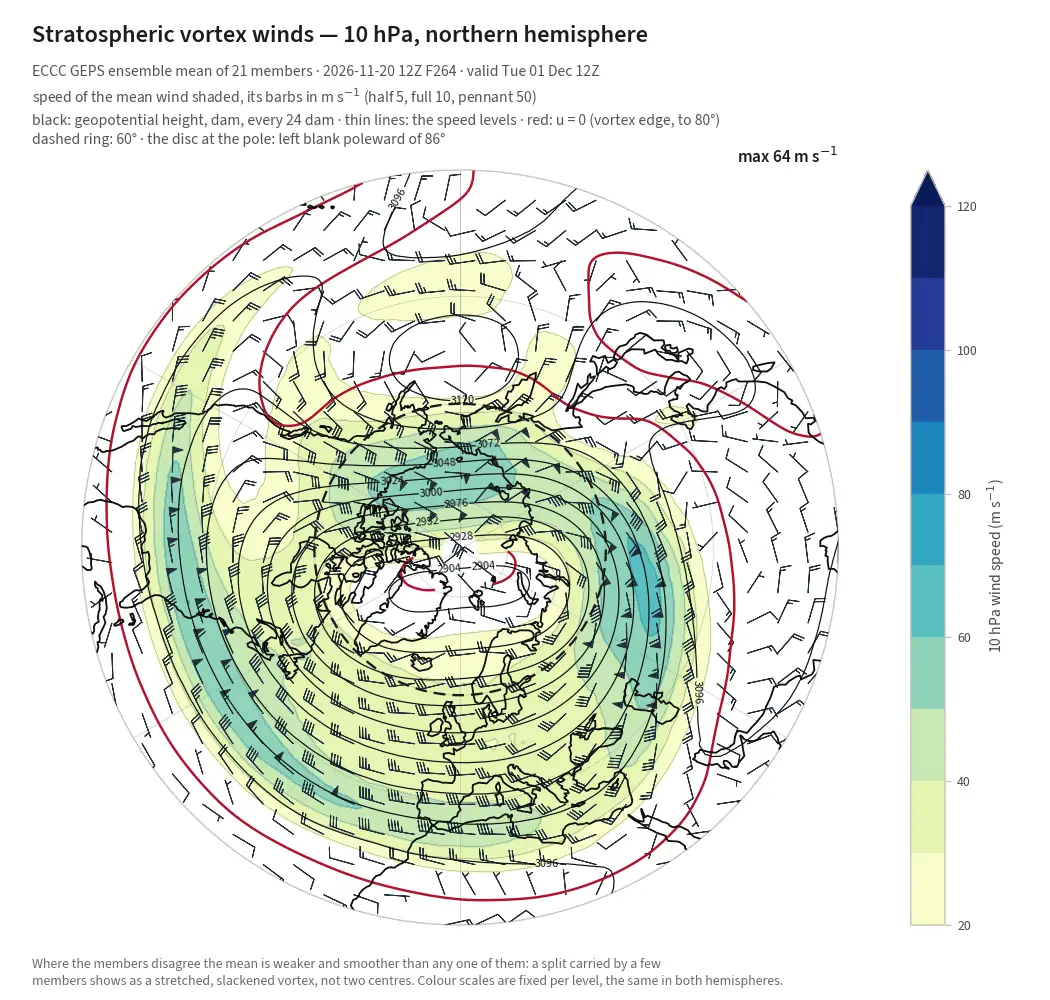 Stratospheric vortex winds — 10 hPa, northern hemisphere
ECCC GEPS ensemble mean of 21 members · 2026-11-20 12Z F264 · valid Tue 01 Dec 12Z
speed of the mean wind shaded, its barbs in m s⁻¹ (half 5, full 10, pennant 50)
black: geopotential height, dam, every 24 dam · thin lines: the speed levels · red: u = 0 (vortex edge, to 80°)
dashed ring: 60° · the disc at the pole: left blank poleward of 86°
max 64 m s⁻¹
3096
3120
3072
3048
3024
3000
2976
2952
2928
2904
2904
3096
3096
120
100
80
60
40
20
10 hPa wind speed (m s⁻¹)
Where the members disagree the mean is weaker and smoother than any one of them: a split carried by a few
members shows as a stretched, slackened vortex, not two centres. Colour scales are fixed per level, the same in both hemispheres.